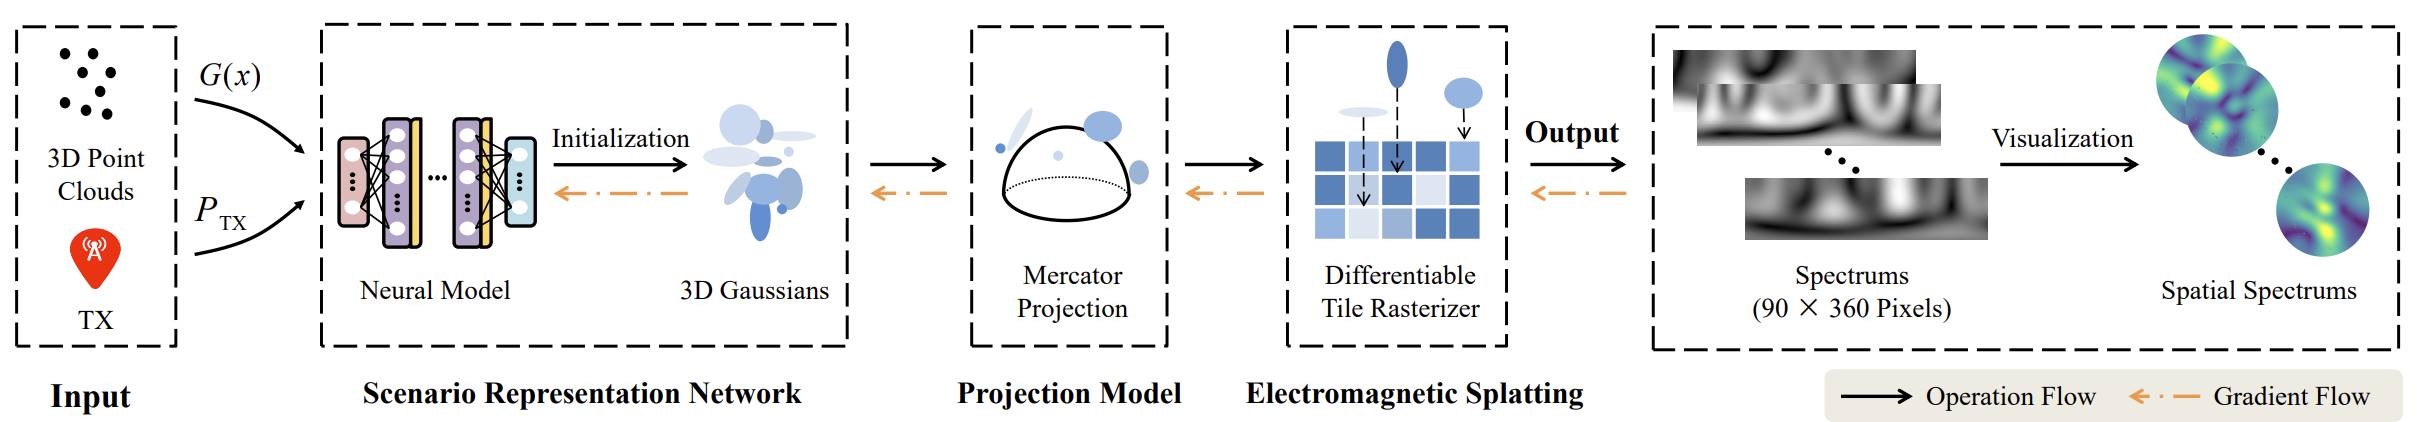 G(x)
3D Point
Clouds
P_TX
TX
Input
Initialization
Neural Model
3D Gaussians
Scenario Representation Network
Mercator
Projection
Projection Model
Differentiable
Tile Rasterizer
Electromagnetic Splatting
Output
Spectrums
(90 × 360 Pixels)
Visualization
Spatial Spectrums
Operation Flow
Gradient Flow